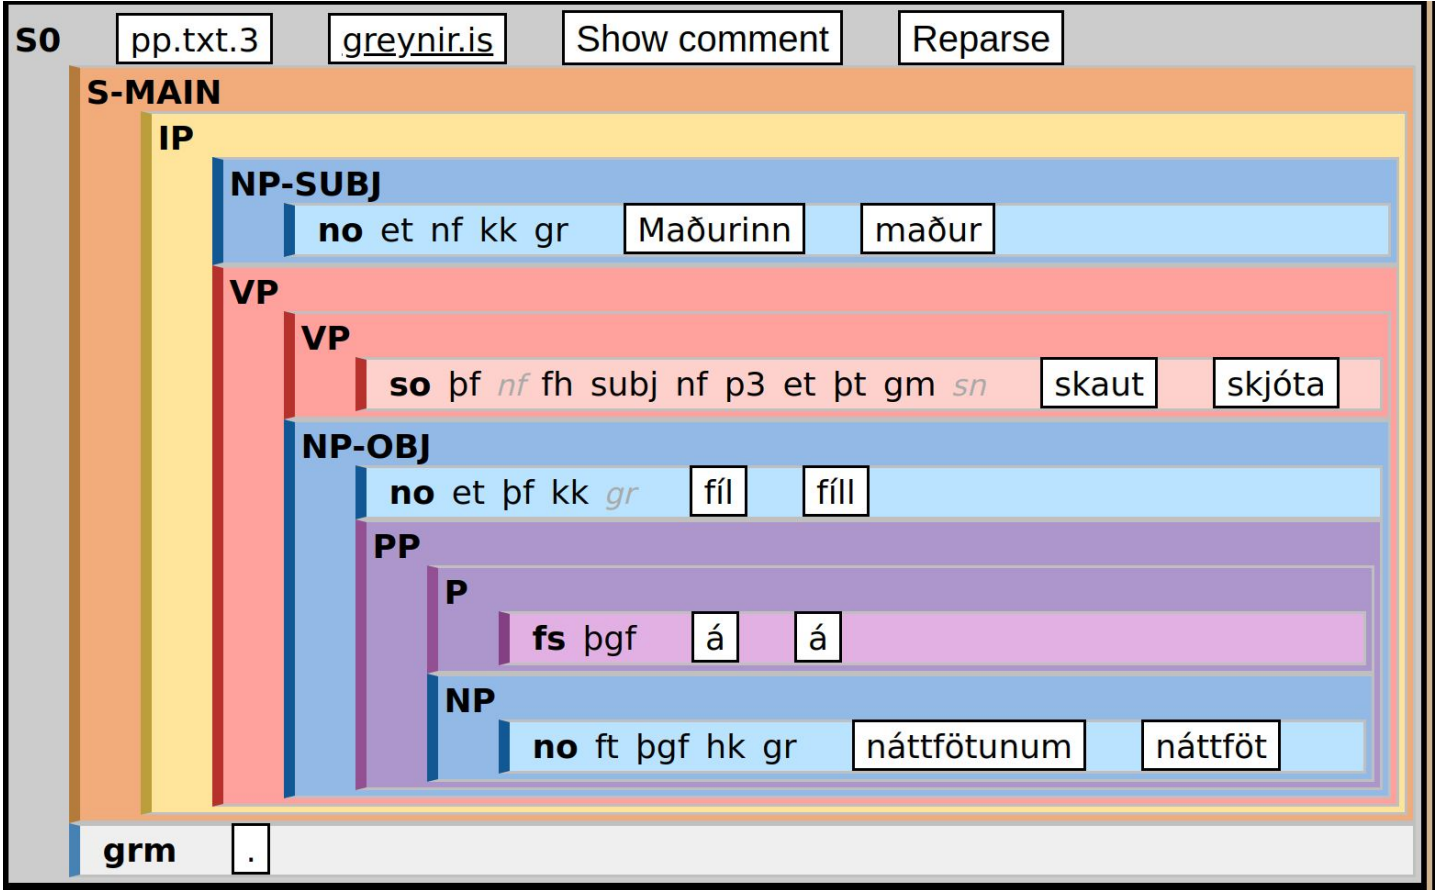 S0 pp.txt.3 greynir.is Show comment Reparse
S-MAIN
IP
NP-SUBJ
no et nf kk gr Maðurinn maður
VP
VP
so þf nf fh subj nf p3 et þt gm sn skaut skjóta
NP-OBJ
no et þf kk gr fíl fíll
PP
P
fs þgf á á
NP
no ft þgf hk gr náttfötunum náttföt
grm .